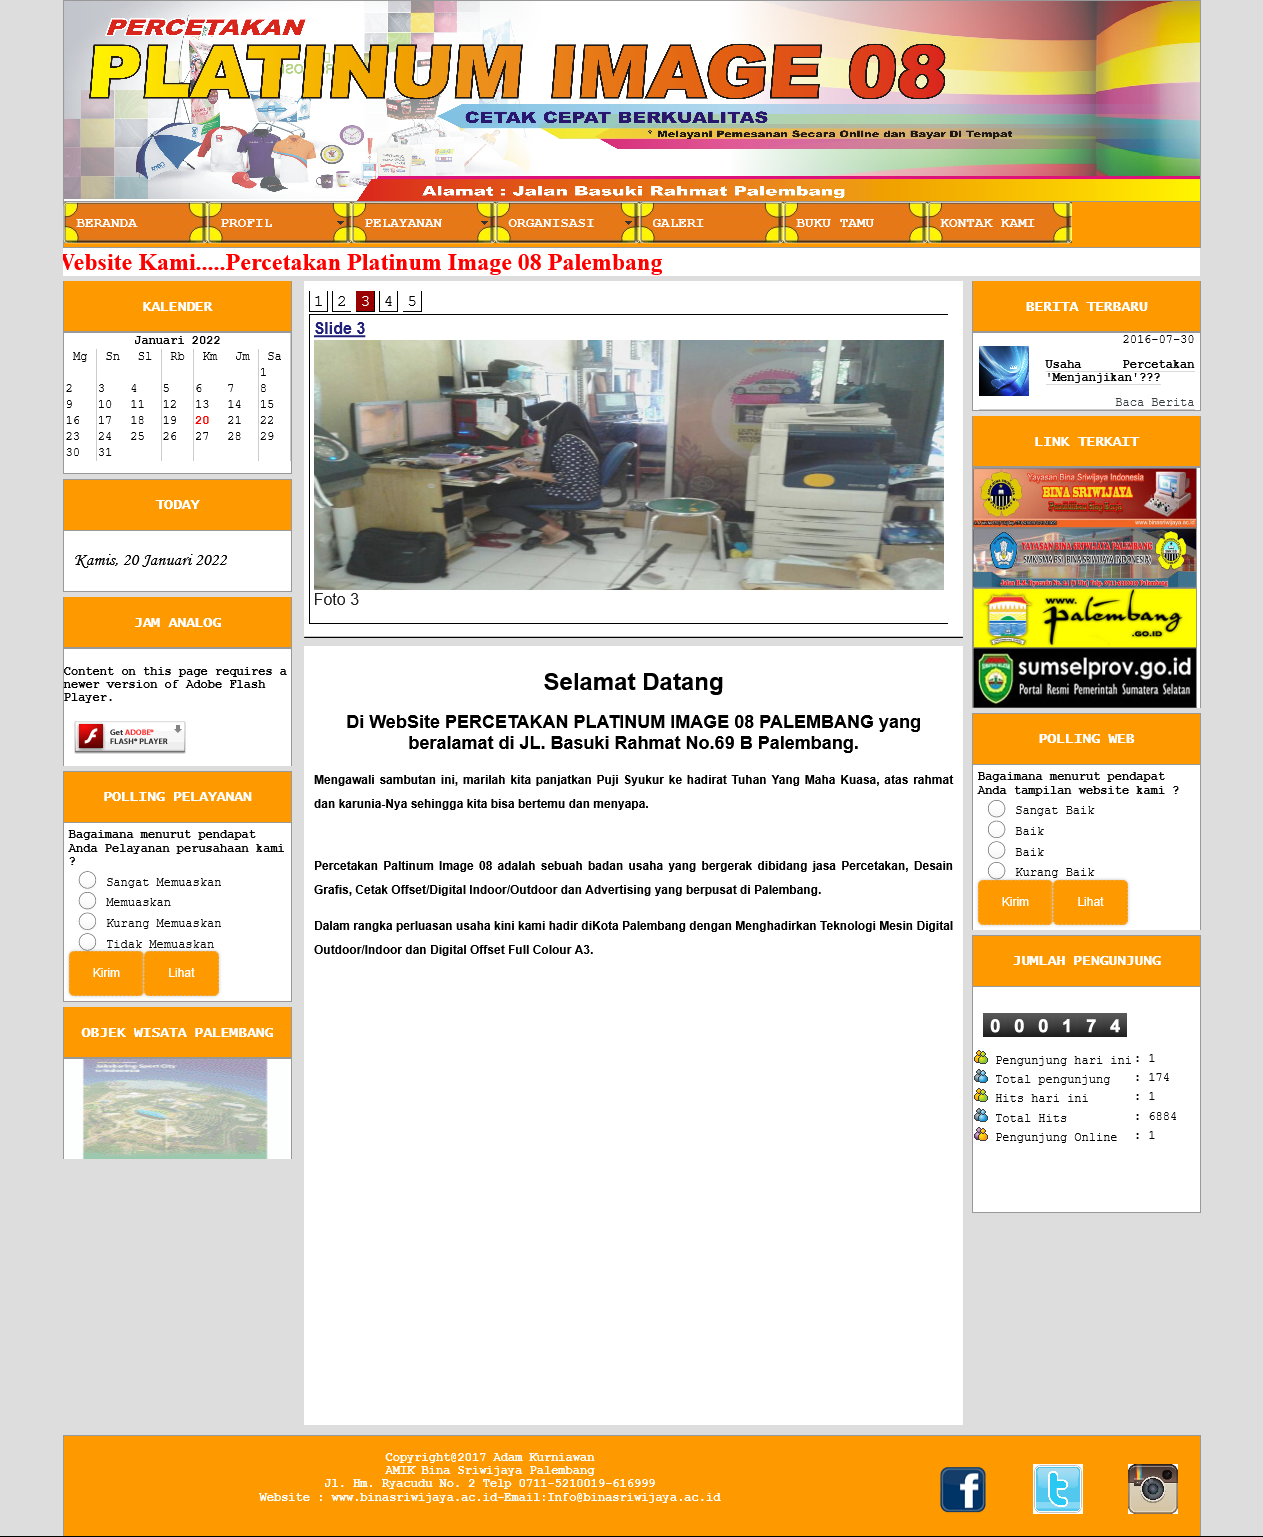 PERCETAKAN
PLATINUM IMAGE 08
CETAK CEPAT BERKUALITAS
* Melayani Pemesanan Secara Online dan Bayar Di Tempat
Alamat : Jalan Basuki Rahmat Palembang
BERANDA
PROFIL
PELAYANAN
ORGANISASI
GALERI
BUKU TAMU
KONTAK KAMI
Website Kami.....Percetakan Platinum Image 08 Palembang
KALENDER
Januari 2022
Mg Sn Sl Rb Km Jm Sa
1
2 3 4 5 6 7 8
9 10 11 12 13 14 15
16 17 18 19 20 21 22
23 24 25 26 27 28 29
30 31
TODAY
Kamis, 20 Januari 2022
JAM ANALOG
Content on this page requires a
newer version of Adobe Flash
Player.
Get ADOBE®
FLASH® PLAYER
POLLING PELAYANAN
Bagaimana menurut pendapat
Anda Pelayanan perusahaan kami
?
Sangat Memuaskan
Memuaskan
Kurang Memuaskan
Tidak Memuaskan
Kirim
Lihat
OBJEK WISATA PALEMBANG
Jakabaring Sport City
1 2 3 4 5
Slide 3
Foto 3
Selamat Datang
Di WebSite PERCETAKAN PLATINUM IMAGE 08 PALEMBANG yang
beralamat di JL. Basuki Rahmat No.69 B Palembang.
Mengawali sambutan ini, marilah kita panjatkan Puji Syukur ke hadirat Tuhan Yang Maha Kuasa, atas rahmat
dan karunia-Nya sehingga kita bisa bertemu dan menyapa.
Percetakan Paltinum Image 08 adalah sebuah badan usaha yang bergerak dibidang jasa Percetakan, Desain
Grafis, Cetak Offset/Digital Indoor/Outdoor dan Advertising yang berpusat di Palembang.
Dalam rangka perluasan usaha kini kami hadir diKota Palembang dengan Menghadirkan Teknologi Mesin Digital
Outdoor/Indoor dan Digital Offset Full Colour A3.
BERITA TERBARU
2016-07-30
Usaha Percetakan
'Menjanjikan'???
Baca Berita
LINK TERKAIT
Yayasan Bina Sriwijaya Indonesia
BINA SRIWIJAYA
www.binasriwijaya.ac.id
YAYASAN BINA SRIWIJAYA PALEMBANG
www.
Palembang
.GO.ID
sumselprov.go.id
Portal Resmi Pemerintah Sumatera Selatan
POLLING WEB
Bagaimana menurut pendapat
Anda tampilan website kami ?
Sangat Baik
Baik
Baik
Kurang Baik
Kirim
Lihat
JUMLAH PENGUNJUNG
0 0 0 1 7 4
Pengunjung hari ini : 1
Total pengunjung : 174
Hits hari ini : 1
Total Hits : 6884
Pengunjung Online : 1
Copyright@2017 Adam Kurniawan
AMIK Bina Sriwijaya Palembang
Jl. Hm. Ryacudu No. 2 Telp 0711-5210019-616999
Website : www.binasriwijaya.ac.id-Email:Info@binasriwijaya.ac.id